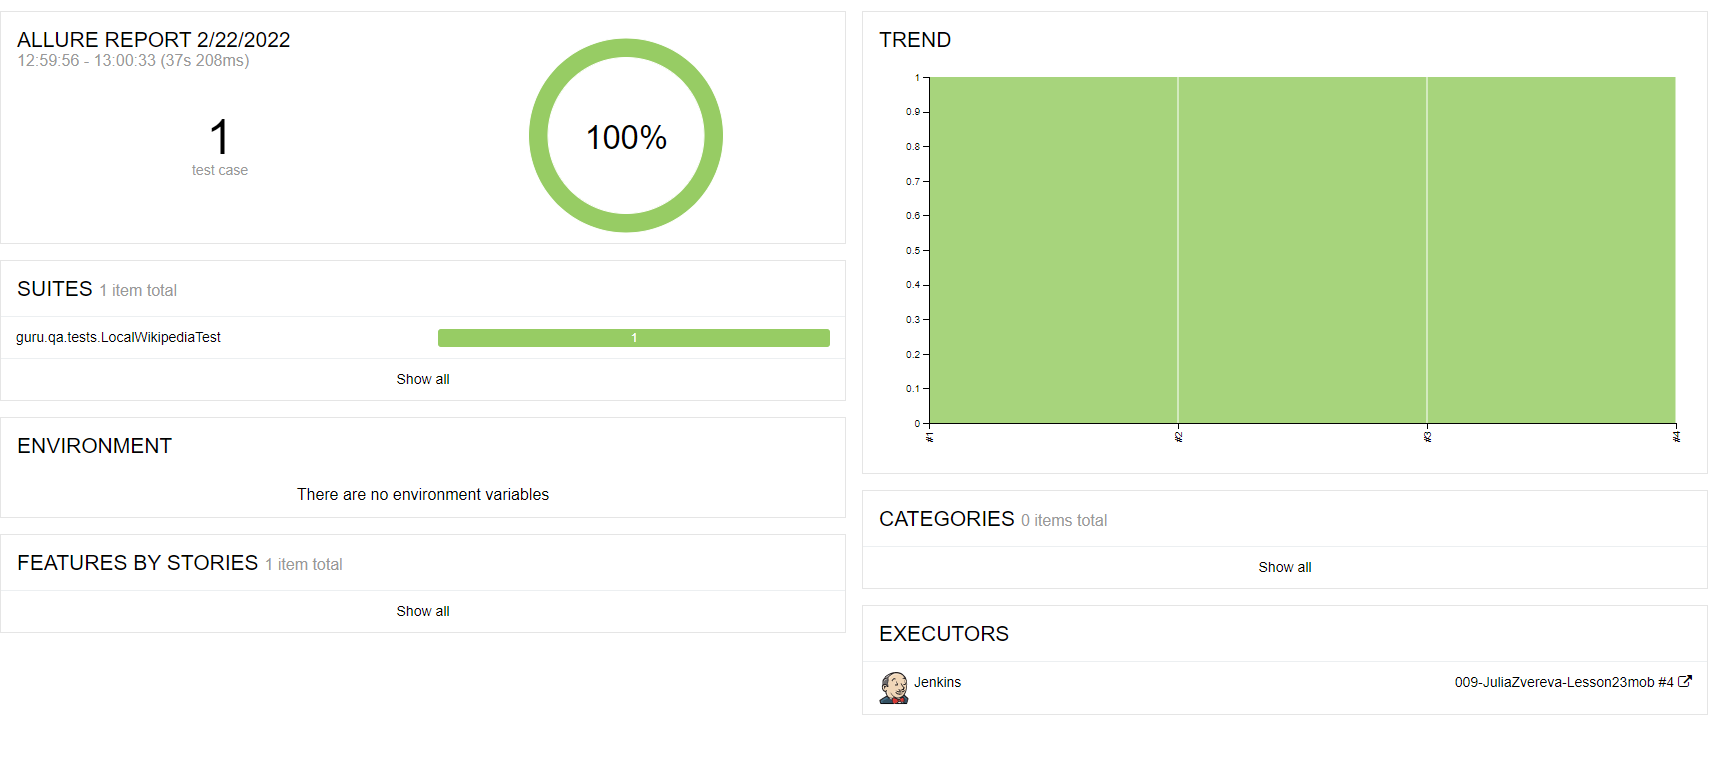 ALLURE REPORT 2/22/2022
12:59:56 - 13:00:33 (37s 208ms)
1
test case
100%
SUITES 1 item total
guru.qa.tests.LocalWikipediaTest 1
Show all
ENVIRONMENT
There are no environment variables
FEATURES BY STORIES 1 item total
Show all
TREND
1
0.9
0.8
0.7
0.6
0.5
0.4
0.3
0.2
0.1
0
#1 #2 #3 #4
CATEGORIES 0 items total
Show all
EXECUTORS
Jenkins 009-JuliaZvereva-Lesson23mob #4